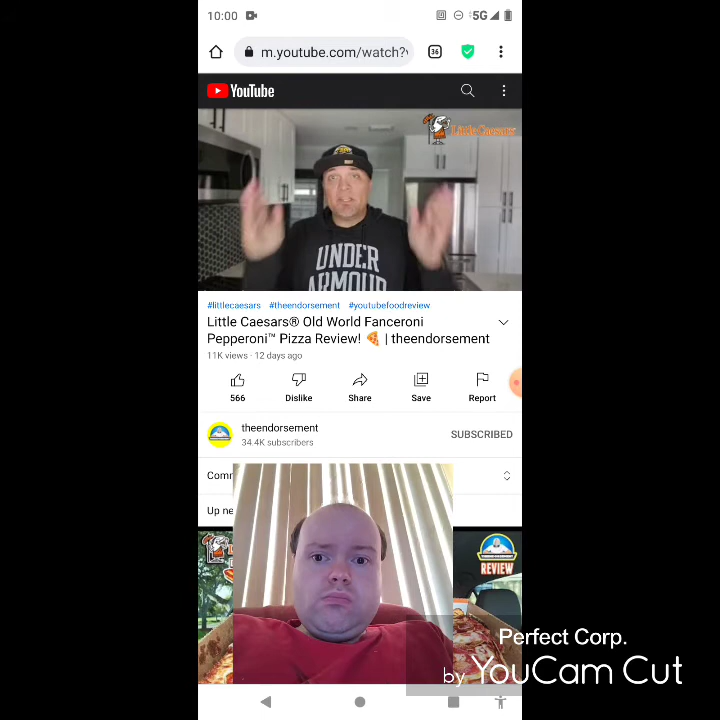 10:00
5G
m.youtube.com/watch?v
36
YouTube
Little Caesars
UNDER
ARMOUR
#littlecaesars #theendorsement #youtubefoodreview
Little Caesars® Old World Fanceroni
Pepperoni™ Pizza Review! 🍕 | theendorsement
11K views · 12 days ago
566
Dislike
Share
Save
Report
theendorsement
34.4K subscribers
SUBSCRIBED
Comm
Up ne
REVIEW
Perfect Corp.
by YouCam Cut